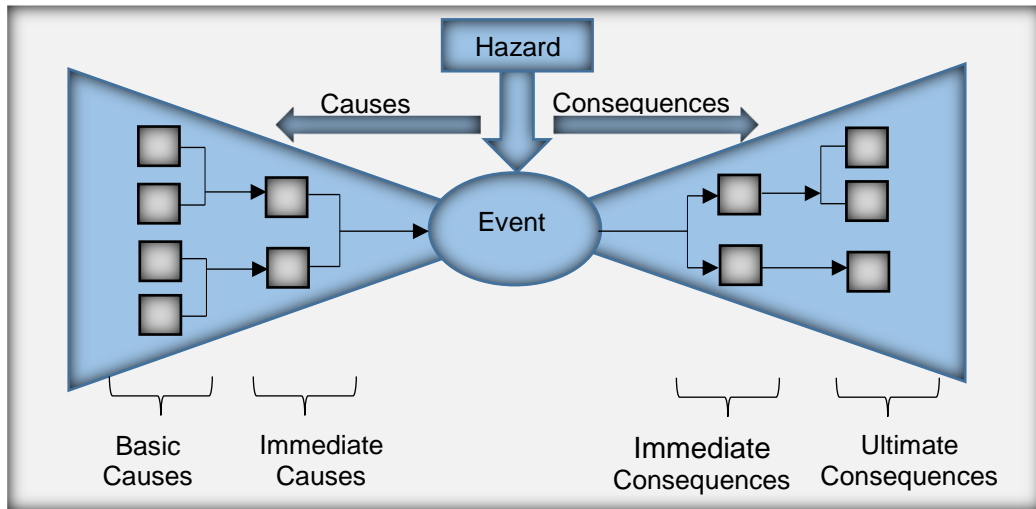 Hazard
Causes
Consequences
Event
Basic
Causes
Immediate
Causes
Immediate
Consequences
Ultimate
Consequences